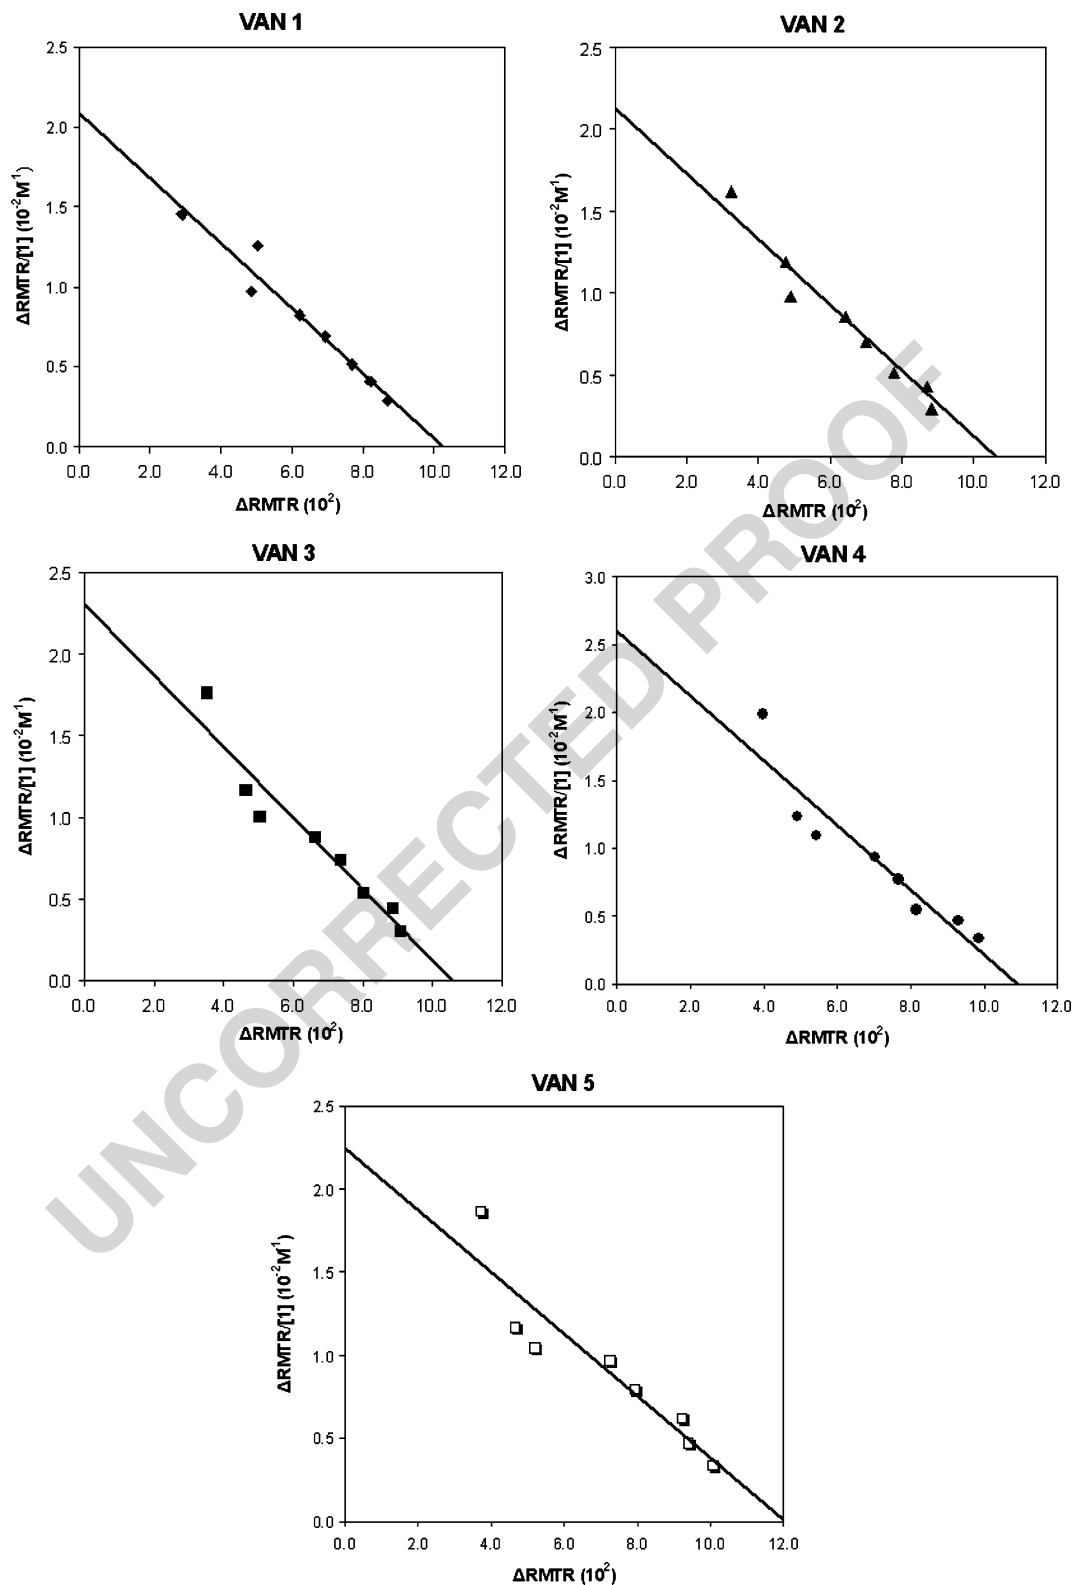 VAN 1
2.5
2.0
1.5
1.0
0.5
0.0
ΔRMTR/[1] (10⁻²M⁻¹)
0.0 2.0 4.0 6.0 8.0 10.0 12.0
ΔRMTR (10²)
VAN 2
2.5
2.0
1.5
1.0
0.5
0.0
ΔRMTR/[1] (10⁻²M⁻¹)
0.0 2.0 4.0 6.0 8.0 10.0 12.0
ΔRMTR (10²)
VAN 3
2.5
2.0
1.5
1.0
0.5
0.0
ΔRMTR/[1] (10⁻²M⁻¹)
0.0 2.0 4.0 6.0 8.0 10.0 12.0
ΔRMTR (10²)
VAN 4
3.0
2.5
2.0
1.5
1.0
0.5
0.0
ΔRMTR/[1] (10⁻²M⁻¹)
0.0 2.0 4.0 6.0 8.0 10.0 12.0
ΔRMTR (10²)
VAN 5
2.5
2.0
1.5
1.0
0.5
0.0
ΔRMTR/[1] (10⁻²M⁻¹)
0.0 2.0 4.0 6.0 8.0 10.0 12.0
ΔRMTR (10²)
UNCORRECTED PROOF